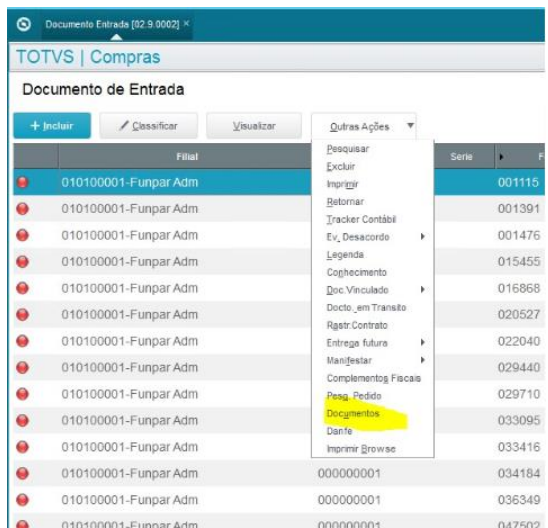 Documento Entrada [02.9.0002] ×
TOTVS | Compras
Documento de Entrada
+ Incluir Classificar Visualizar Outras Ações
Filial Serie F
010100001-Funpar Adm 001115
010100001-Funpar Adm 001391
010100001-Funpar Adm 001476
010100001-Funpar Adm 015455
010100001-Funpar Adm 016868
010100001-Funpar Adm 020527
010100001-Funpar Adm 022040
010100001-Funpar Adm 029440
010100001-Funpar Adm 029710
010100001-Funpar Adm 033095
010100001-Funpar Adm 033416
010100001-Funpar Adm 000000001 034184
010100001-Funpar Adm 000000001 036349
010100001-Funpar Adm 000000001 047502
Pesquisar
Excluir
Imprimir
Retornar
Tracker Contábil
Ev. Desacordo
Legenda
Conhecimento
Doc.Vinculado
Docto. em Transito
Rastr.Contrato
Entrega futura
Manifestar
Complementos Fiscais
Pesq. Pedido
Documentos
Danfe
Imprimir Browse